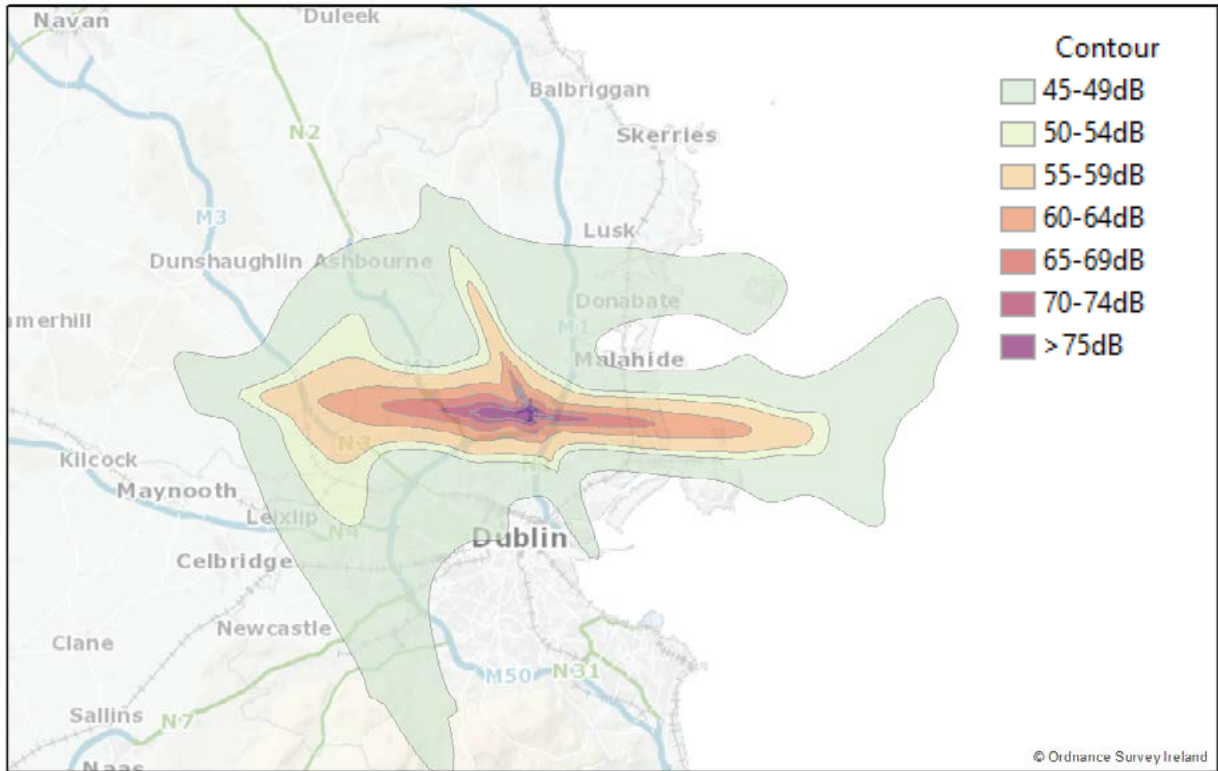 Navan
Duleek
Contour
45-49dB
Balbriggan
50-54dB
N2
Skerries
55-59dB
M3
60-64dB
Lusk
Dunshaughlin
Ashbourne
65-69dB
Donabate
70-74dB
merhill
M1
>75dB
Malahide
M2
N3
Kilcock
Maynooth
Leixlip
N4
Dublin
Celbridge
Newcastle
Clane
M50
N31
Sallins
N7
Naas
© Ordnance Survey Ireland